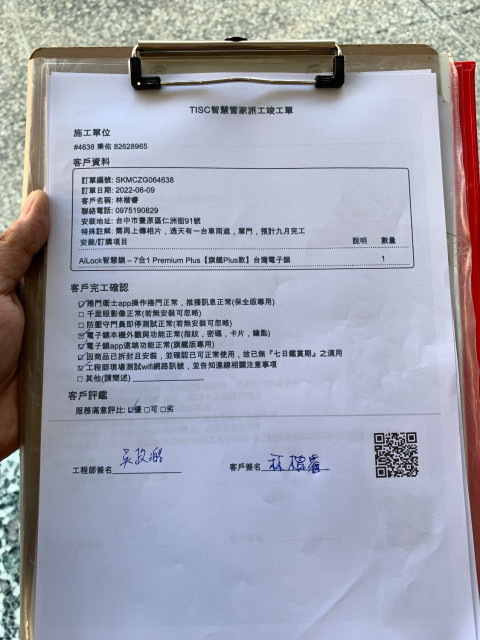 TISC智慧管家派工竣工單
施工單位
#4638 業佑 82628965
客戶資料
訂單編號: SKMCZG064638
訂單日期: 2022-06-09
客戶名稱: 林楷睿
聯絡電話: 0975190829
安裝地址: 台中市豐原區仁洲街91號
特殊註解: 需再上傳相片，透天有一台車雨遮，單門，預計九月完工
安裝/訂購項目 說明 數量
AiLock智慧鎖 – 7合1 Premium Plus【旗艦Plus款】台灣電子鎖 1
客戶完工確認
☑捲門衛士app操作捲門正常，推播訊息正常(保全版專用)
□千里眼影像正常(若無安裝可忽略)
□防壓守門員即停測試正常(若無安裝可忽略)
☑電子鎖本機外觀與功能正常(指紋，密碼，卡片，鑰匙)
☑電子鎖app遠端功能正常(旗艦版專用)
☑因商品已拆封且安裝，並確認已可正常使用，故已無『七日鑑賞期』之適用
☑工程師現場測試wifi網路訊號，並告知連線相關注意事項
□其他(請簡述)
客戶評鑑
服務滿意評比: ☑優 □可 □劣
工程師簽名 客戶簽名 林楷睿